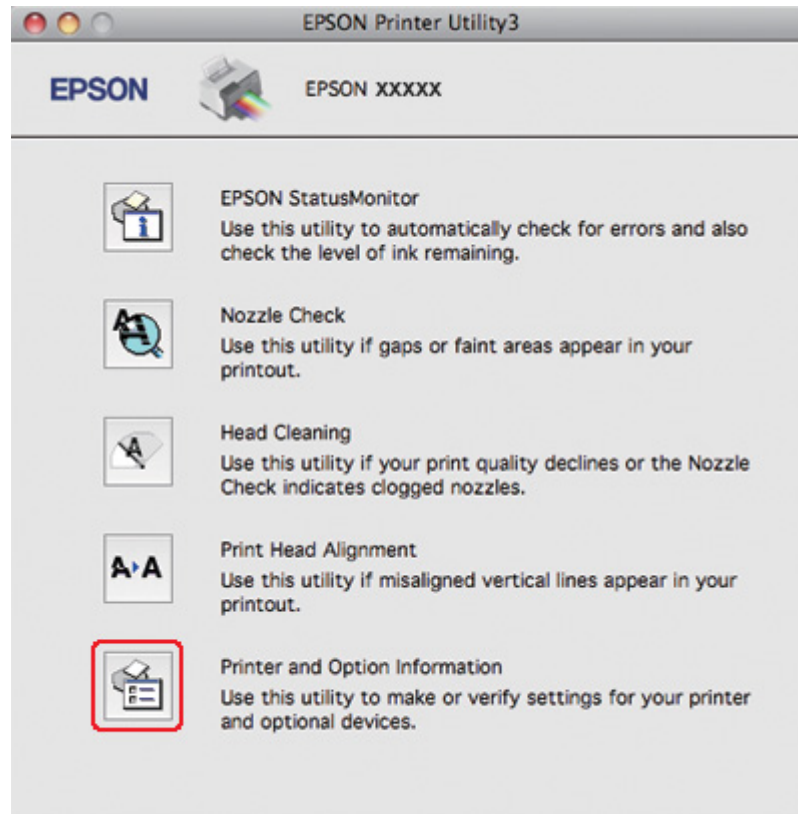 EPSON Printer Utility3
EPSON
EPSON XXXXX
EPSON StatusMonitor
Use this utility to automatically check for errors and also
check the level of ink remaining.
Nozzle Check
Use this utility if gaps or faint areas appear in your
printout.
Head Cleaning
Use this utility if your print quality declines or the Nozzle
Check indicates clogged nozzles.
Print Head Alignment
Use this utility if misaligned vertical lines appear in your
printout.
Printer and Option Information
Use this utility to make or verify settings for your printer
and optional devices.